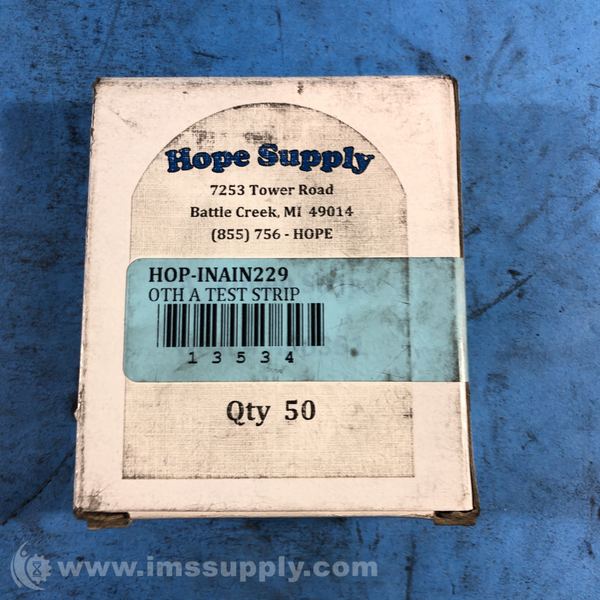 Hope Supply
7253 Tower Road
Battle Creek, MI 49014
(855) 756 - HOPE
HOP-INAIN229
OTH A TEST STRIP
13534
Qty 50
www.imssupply.com